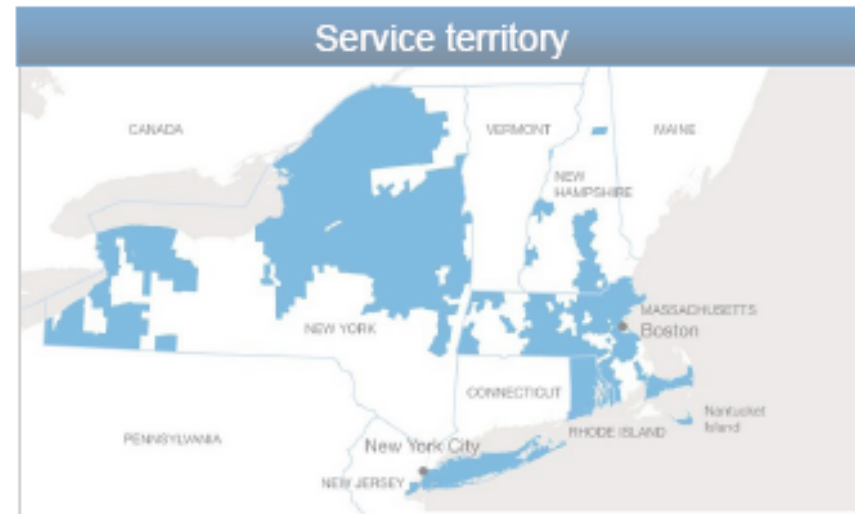 Service territory
CANADA
VERMONT
MAINE
NEW
HAMPSHIRE
MASSACHUSETTS
Boston
NEW YORK
CONNECTICUT
Nantucket
Island
RHODE ISLAND
PENNSYLVANIA
New York City
NEW JERSEY